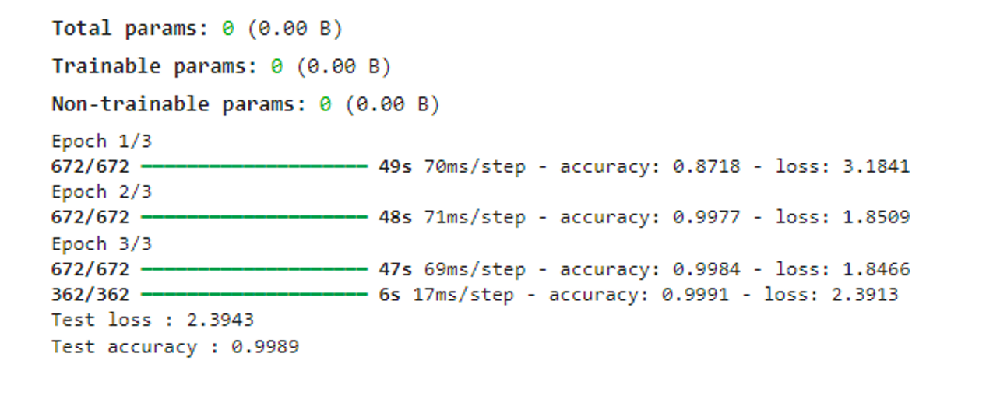 Total params: 0 (0.00 B)
Trainable params: 0 (0.00 B)
Non-trainable params: 0 (0.00 B)
Epoch 1/3
672/672 ━━━━━━━━━━━━━━━━━━━━ 49s 70ms/step - accuracy: 0.8718 - loss: 3.1841
Epoch 2/3
672/672 ━━━━━━━━━━━━━━━━━━━━ 48s 71ms/step - accuracy: 0.9977 - loss: 1.8509
Epoch 3/3
672/672 ━━━━━━━━━━━━━━━━━━━━ 47s 69ms/step - accuracy: 0.9984 - loss: 1.8466
362/362 ━━━━━━━━━━━━━━━━━━━━ 6s 17ms/step - accuracy: 0.9991 - loss: 2.3913
Test loss : 2.3943
Test accuracy : 0.9989